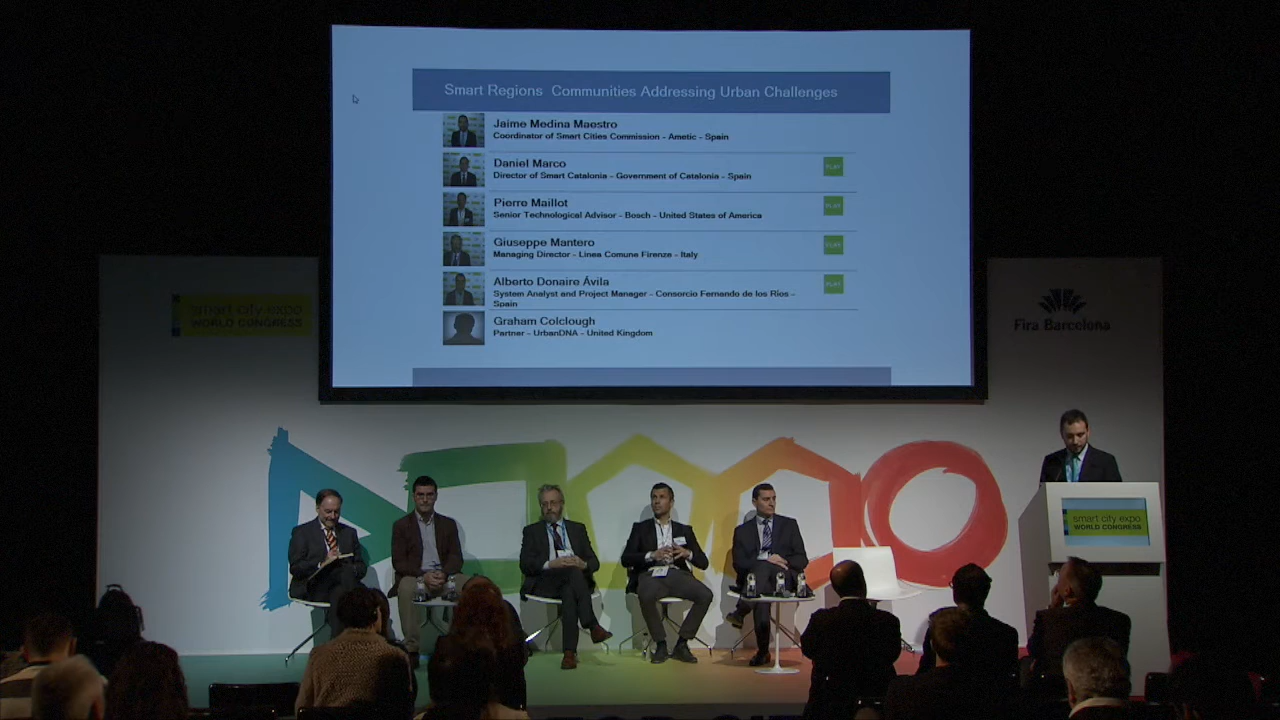 Smart Regions Communities Addressing Urban Challenges
Jaime Medina Maestro
Coordinator of Smart Cities Commission - Ametic - Spain
Daniel Marco
Director of Smart Catalonia - Government of Catalonia - Spain
PLAY
Pierre Maillot
Senior Technological Advisor - Bosch - United States of America
PLAY
Giuseppe Mantero
Managing Director - Linea Comune Firenze - Italy
PLAY
Alberto Donaire Ávila
System Analyst and Project Manager - Consorcio Fernando de los Ríos -
Spain
PLAY
Graham Colclough
Partner - UrbanDNA - United Kingdom
smart city expo
WORLD CONGRESS
Fira Barcelona
smart city expo
WORLD CONGRESS